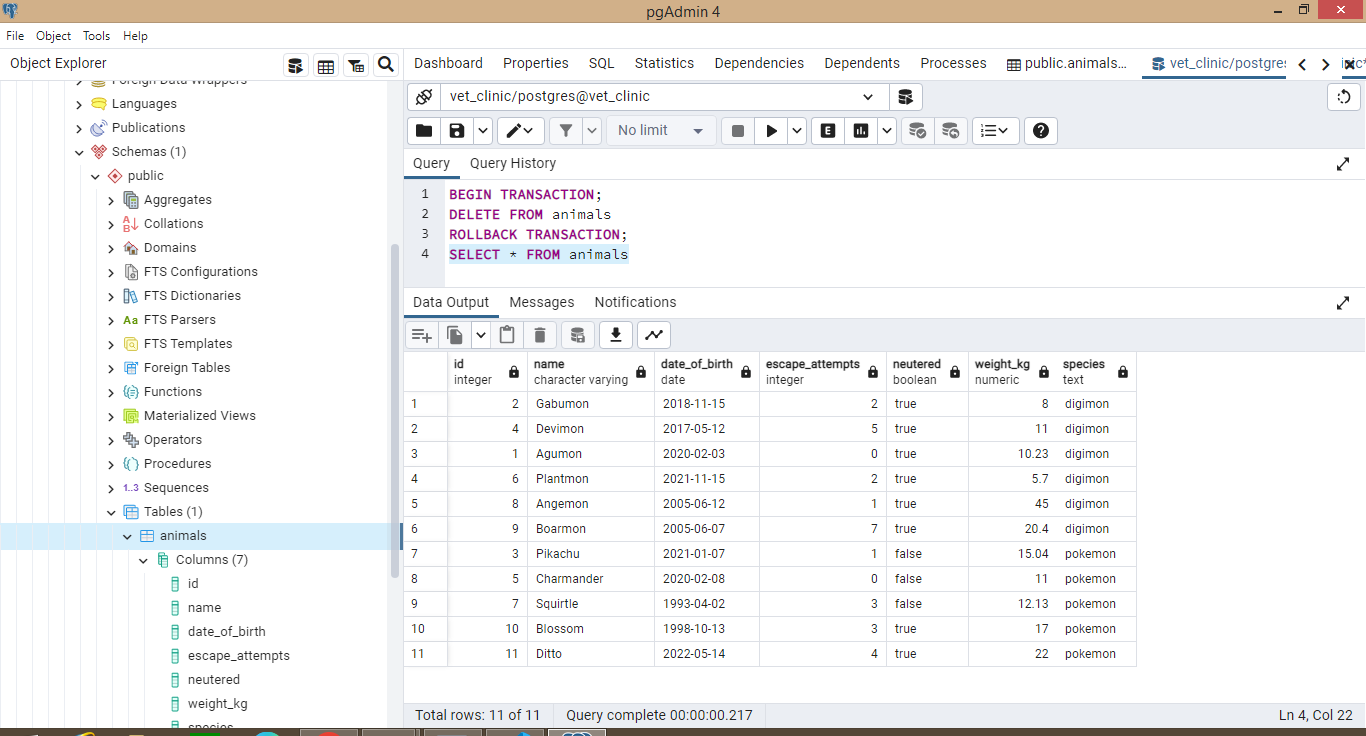 pgAdmin 4
File Object Tools Help
Object Explorer
Dashboard Properties SQL Statistics Dependencies Dependents Processes public.animals... vet_clinic/postgres
Foreign Data Wrappers
Languages
Publications
Schemas (1)
public
Aggregates
Collations
Domains
FTS Configurations
FTS Dictionaries
Aa FTS Parsers
FTS Templates
Foreign Tables
Functions
Materialized Views
Operators
Procedures
1..3 Sequences
Tables (1)
animals
Columns (7)
id
name
date_of_birth
escape_attempts
neutered
weight_kg
species
vet_clinic/postgres@vet_clinic
No limit
Query Query History
1 BEGIN TRANSACTION;
2 DELETE FROM animals
3 ROLLBACK TRANSACTION;
4 SELECT * FROM animals
Data Output Messages Notifications
id name date_of_birth escape_attempts neutered weight_kg species
integer character varying date integer boolean numeric text
1 2 Gabumon 2018-11-15 2 true 8 digimon
2 4 Devimon 2017-05-12 5 true 11 digimon
3 1 Agumon 2020-02-03 0 true 10.23 digimon
4 6 Plantmon 2021-11-15 2 true 5.7 digimon
5 8 Angemon 2005-06-12 1 true 45 digimon
6 9 Boarmon 2005-06-07 7 true 20.4 digimon
7 3 Pikachu 2021-01-07 1 false 15.04 pokemon
8 5 Charmander 2020-02-08 0 false 11 pokemon
9 7 Squirtle 1993-04-02 3 false 12.13 pokemon
10 10 Blossom 1998-10-13 3 true 17 pokemon
11 11 Ditto 2022-05-14 4 true 22 pokemon
Total rows: 11 of 11 Query complete 00:00:00.217 Ln 4, Col 22